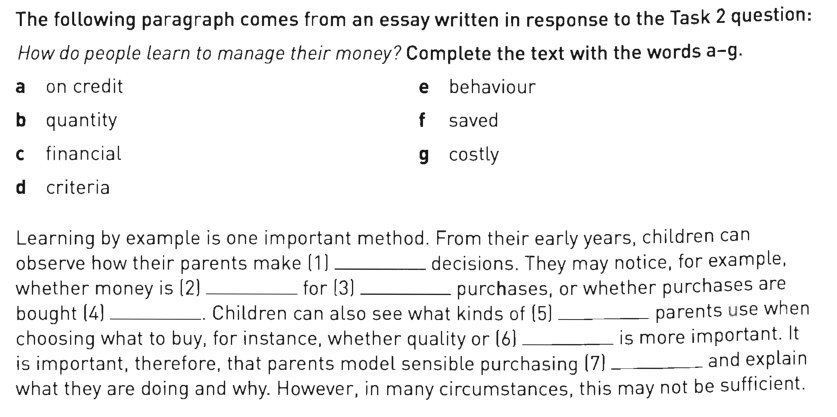 The following paragraph comes from an essay written in response to the Task 2 question:
How do people learn to manage their money? Complete the text with the words a–g.
a on credit e behaviour
b quantity f saved
c financial g costly
d criteria
Learning by example is one important method. From their early years, children can
observe how their parents make (1) ________ decisions. They may notice, for example,
whether money is (2) ________ for (3) ________ purchases, or whether purchases are
bought (4) ________. Children can also see what kinds of (5) ________ parents use when
choosing what to buy, for instance, whether quality or (6) ________ is more important. It
is important, therefore, that parents model sensible purchasing (7) ________ and explain
what they are doing and why. However, in many circumstances, this may not be sufficient.